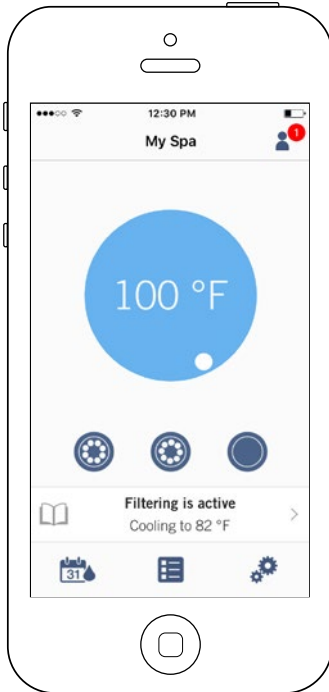 12:30 PM
My Spa
1
100 °F
Filtering is active
Cooling to 82 °F
31